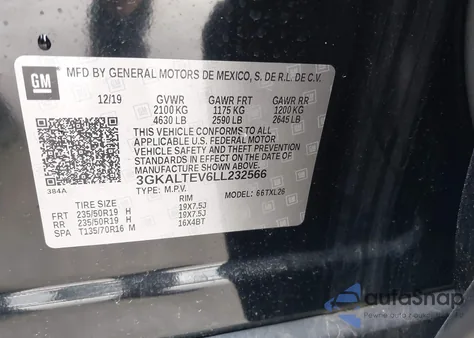 GM
MFD BY GENERAL MOTORS DE MEXICO, S. DE R.L. DE C.V.
12/19 GVWR GAWR FRT GAWR RR
2100 KG 1175 KG 1200 KG
4630 LB 2590 LB 2645 LB
THIS VEHICLE CONFORMS TO ALL
APPLICABLE U.S. FEDERAL MOTOR
VEHICLE SAFETY, BUMPER, AND THEFT
PREVENTION STANDARDS IN EFFECT
ON THE DATE OF MANUFACTURE
SHOWN ABOVE.
3GKALTEV6LL232566
384A TYPE: M.P.V. MODEL: 66TXL26
TIRE SIZE RIM
FRT 235/50R19 H 19X7.5J
RR 235/50R19 H 19X7.5J
SPA T135/70R16 M 16X4BT
autoSnap